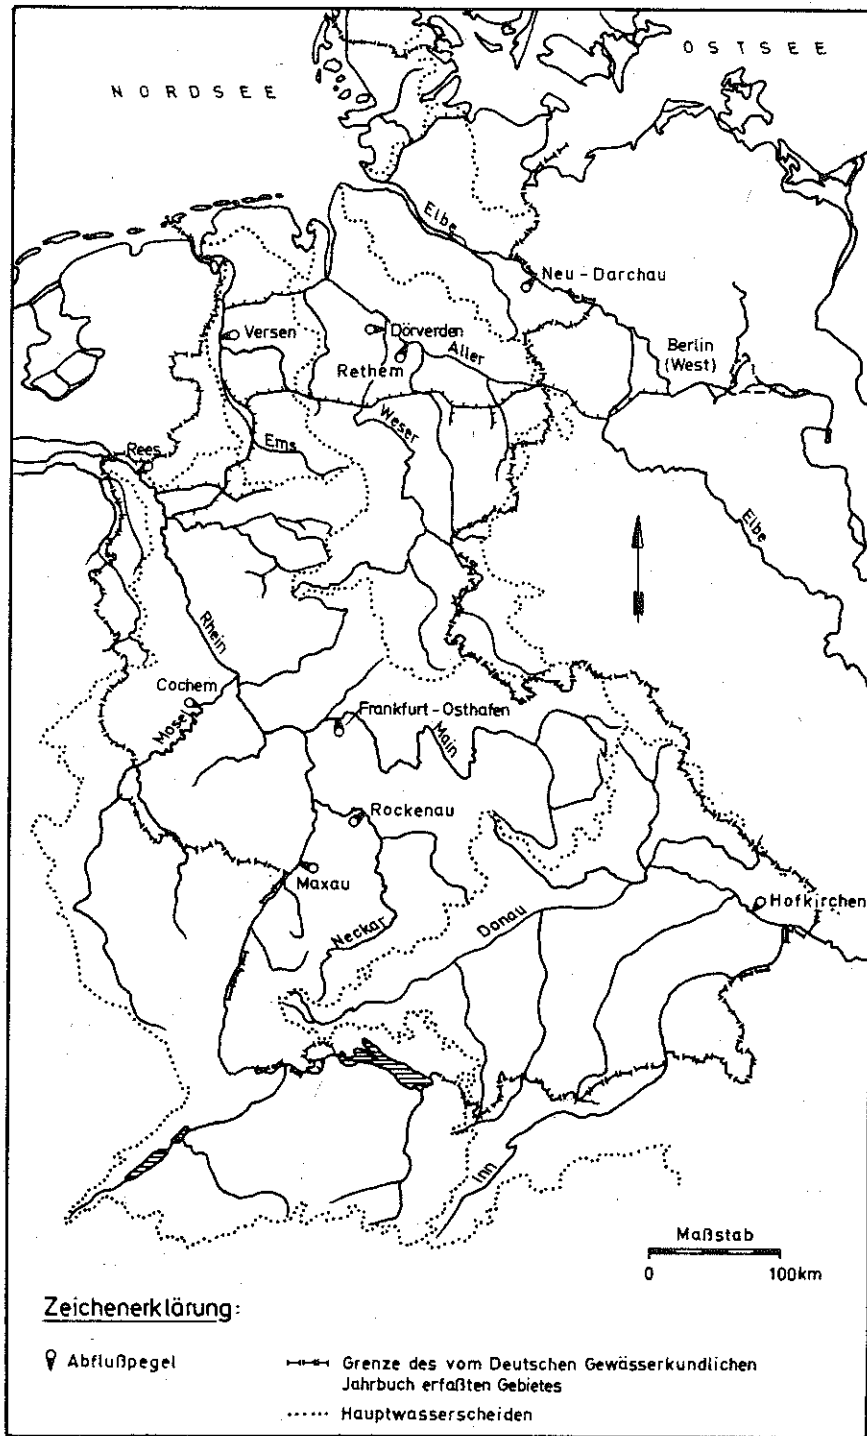 OSTSEE
NORDSEE
Elbe
Neu-Darchau
Versen
Dörverden
Rethem
Aller
Berlin
(West)
Weser
Ems
Rees
Elbe
Rhein
Cochem
Mosel
Frankfurt-Osthafen
Main
Rockenau
Maxau
Neckar
Donau
Hofkirchen
Inn
Maßstab
0 100km
Zeichenerklärung:
Abflußpegel
Grenze des vom Deutschen Gewässerkundlichen
Jahrbuch erfaßten Gebietes
Hauptwasserscheiden